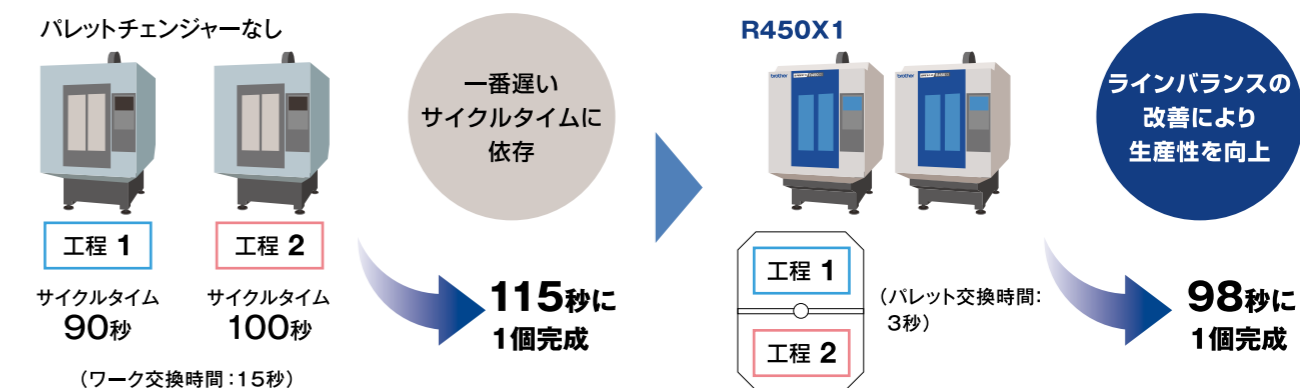 パレットチェンジャーなし
工程 1
サイクルタイム
90秒
工程 2
サイクルタイム
100秒
(ワーク交換時間:15秒)
一番遅い
サイクルタイムに
依存
115秒に
1個完成
R450X1
brother
brother
工程 1
工程 2
(パレット交換時間:
3秒)
ラインバランスの
改善により
生産性を向上
98秒に
1個完成